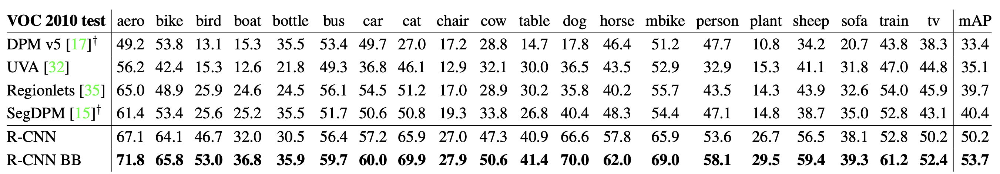 VOC 2010 test aero bike bird boat bottle bus car cat chair cow table dog horse mbike person plant sheep sofa train tv mAP
DPM v5 [17]† 49.2 53.8 13.1 15.3 35.5 53.4 49.7 27.0 17.2 28.8 14.7 17.8 46.4 51.2 47.7 10.8 34.2 20.7 43.8 38.3 33.4
UVA [32] 56.2 42.4 15.3 12.6 21.8 49.3 36.8 46.1 12.9 32.1 30.0 36.5 43.5 52.9 32.9 15.3 41.1 31.8 47.0 44.8 35.1
Regionlets [35] 65.0 48.9 25.9 24.6 24.5 56.1 54.5 51.2 17.0 28.9 30.2 35.8 40.2 55.7 43.5 14.3 43.9 32.6 54.0 45.9 39.7
SegDPM [15]† 61.4 53.4 25.6 25.2 35.5 51.7 50.6 50.8 19.3 33.8 26.8 40.4 48.3 54.4 47.1 14.8 38.7 35.0 52.8 43.1 40.4
R-CNN 67.1 64.1 46.7 32.0 30.5 56.4 57.2 65.9 27.0 47.3 40.9 66.6 57.8 65.9 53.6 26.7 56.5 38.1 52.8 50.2 50.2
R-CNN BB 71.8 65.8 53.0 36.8 35.9 59.7 60.0 69.9 27.9 50.6 41.4 70.0 62.0 69.0 58.1 29.5 59.4 39.3 61.2 52.4 53.7